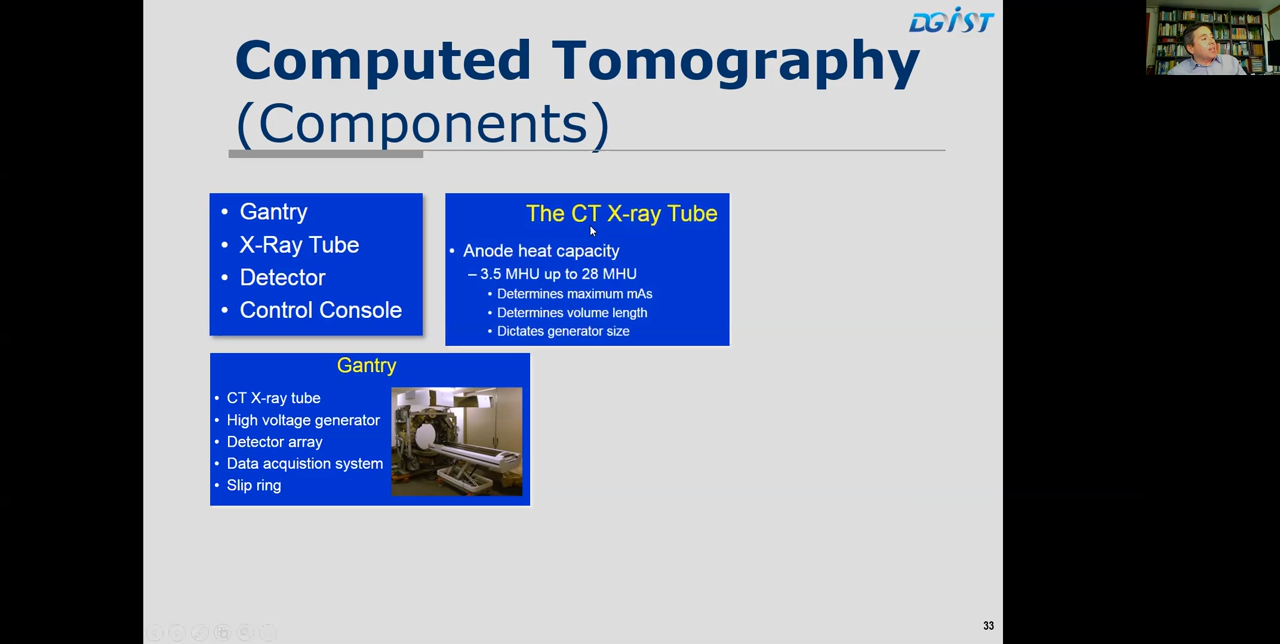 DGIST
Computed Tomography
(Components)
• Gantry
• X-Ray Tube
• Detector
• Control Console
The CT X-ray Tube
• Anode heat capacity
– 3.5 MHU up to 28 MHU
• Determines maximum mAs
• Determines volume length
• Dictates generator size
Gantry
• CT X-ray tube
• High voltage generator
• Detector array
• Data acquistion system
• Slip ring
33